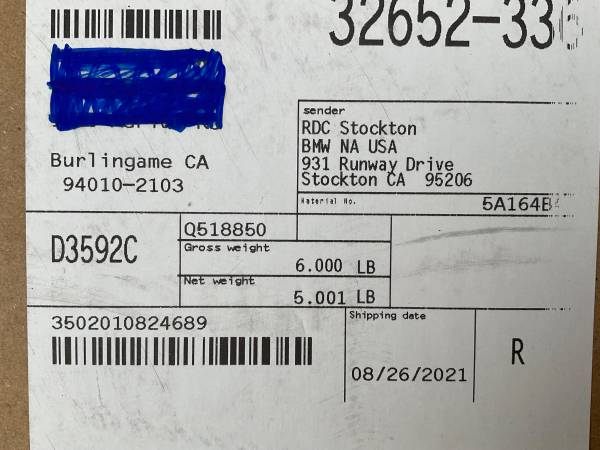 32652-33
Burlingame CA
94010-2103
sender
RDC Stockton
BMW NA USA
931 Runway Drive
Stockton CA 95206
Material No.
5A164B
D3592C
Q518850
Gross weight
6.000 LB
Net weight
5.001 LB
3502010824689
Shipping date
08/26/2021
R